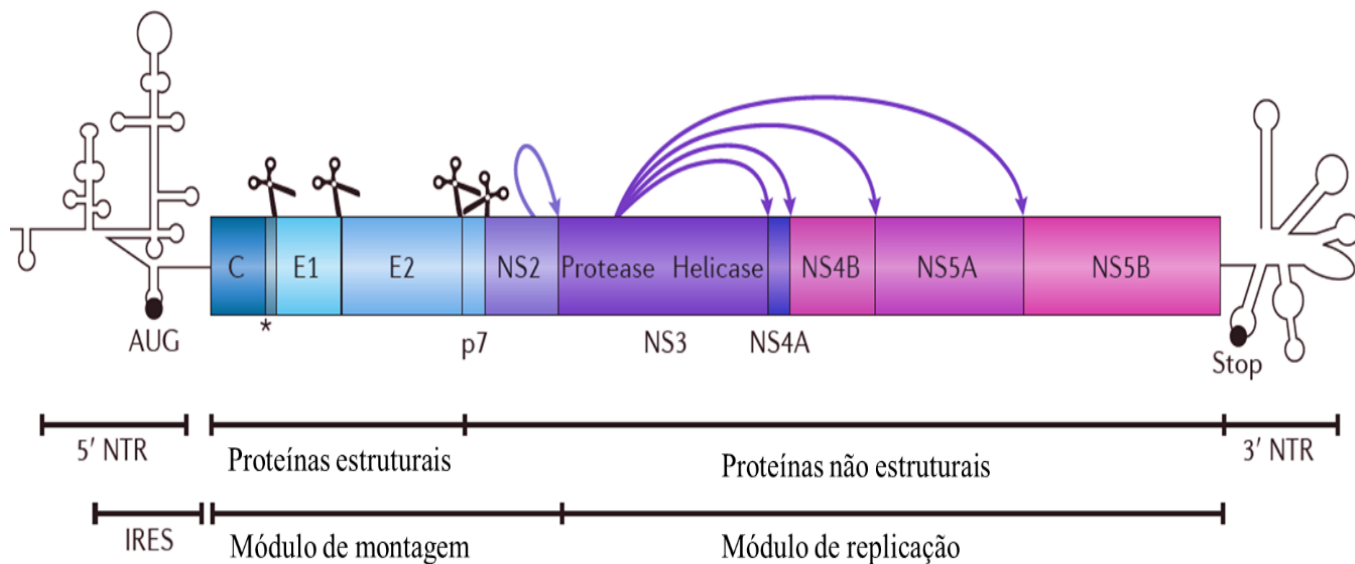 C E1 E2 NS2 Protease Helicase NS4B NS5A NS5B
AUG * p7 NS3 NS4A Stop
5′ NTR Proteínas estruturais Proteínas não estruturais 3′ NTR
IRES Módulo de montagem Módulo de replicação